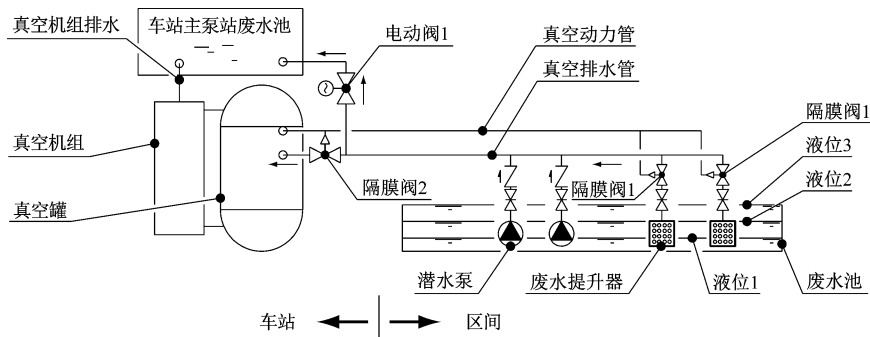 真空机组排水
车站主泵站废水池
电动阀1
真空动力管
真空排水管
隔膜阀1
真空机组
液位3
隔膜阀2
隔膜阀1
液位2
真空罐
潜水泵
废水提升器
液位1
废水池
车站
区间